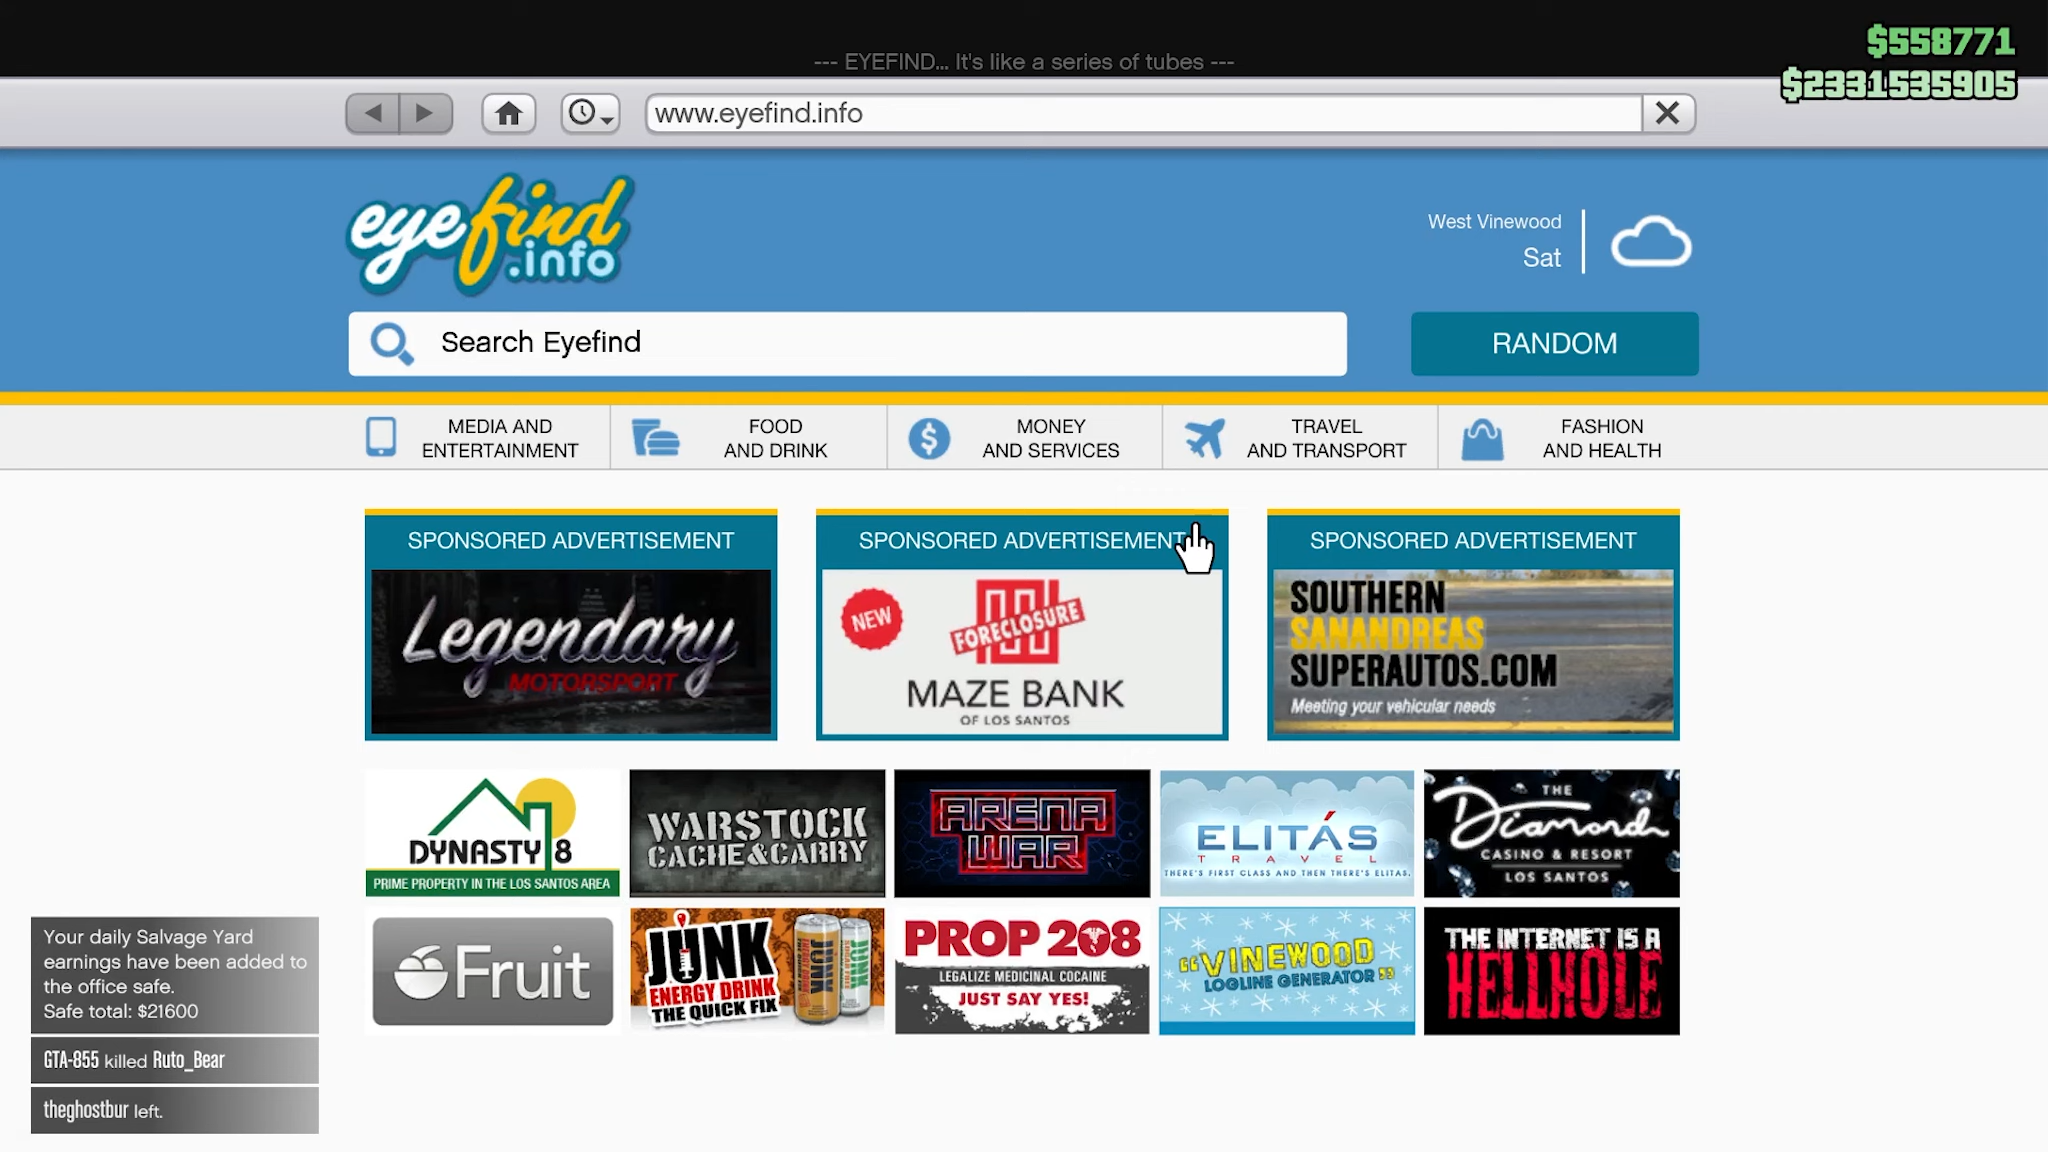 --- EYEFIND... It's like a series of tubes ---
$558771
$2331535905
www.eyefind.info
eyefind
.info
West Vinewood
Sat
Search Eyefind
RANDOM
MEDIA AND
ENTERTAINMENT
FOOD
AND DRINK
MONEY
AND SERVICES
TRAVEL
AND TRANSPORT
FASHION
AND HEALTH
SPONSORED ADVERTISEMENT
Legendary
MOTORSPORT
SPONSORED ADVERTISEMENT
NEW
FORECLOSURE
MAZE BANK
OF LOS SANTOS
SPONSORED ADVERTISEMENT
SOUTHERN
SANANDREAS
SUPERAUTOS.COM
Meeting your vehicular needs
DYNASTY 8
PRIME PROPERTY IN THE LOS SANTOS AREA
WARSTOCK
CACHE&CARRY
ARENA
WAR
ELITÁS
TRAVEL
THERE'S FIRST CLASS AND THEN THERE'S ELITAS.
THE
Diamond
CASINO & RESORT
LOS SANTOS
Fruit
JUNK
ENERGY DRINK
THE QUICK FIX
JUNK
PROP 208
LEGALIZE MEDICINAL COCAINE
JUST SAY YES!
"VINEWOOD
LOGLINE GENERATOR"
THE INTERNET IS A
HELLHOLE
Your daily Salvage Yard
earnings have been added to
the office safe.
Safe total: $21600
GTA-855 killed Ruto_Bear
theghostbur left.